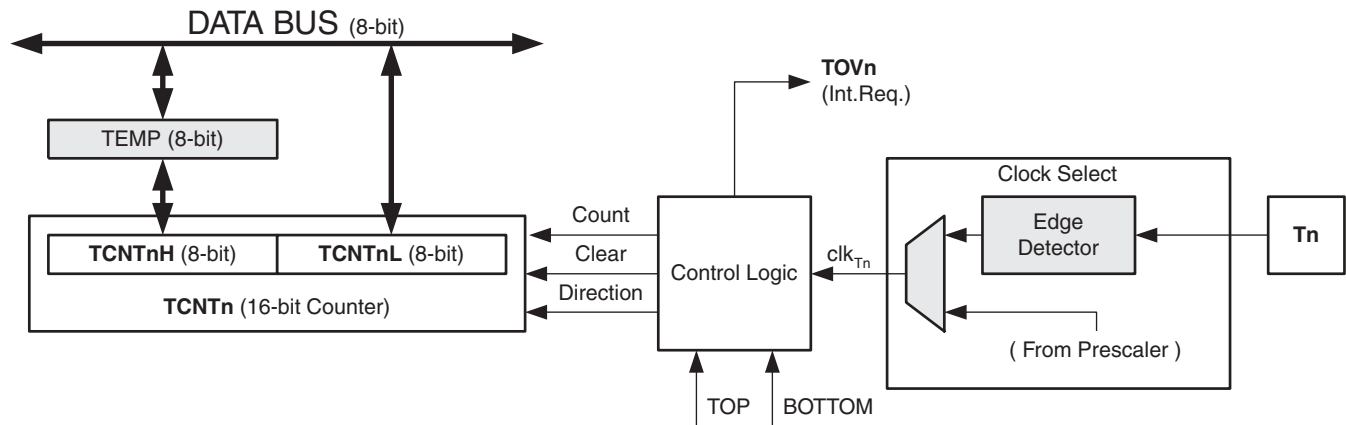 DATA BUS (8-bit)
TOVn
(Int.Req.)
TEMP (8-bit)
Clock Select
Count
Edge
Detector
Tn
TCNTnH (8-bit)
TCNTnL (8-bit)
Clear
Control Logic
clkTn
Direction
TCNTn (16-bit Counter)
( From Prescaler )
TOP
BOTTOM